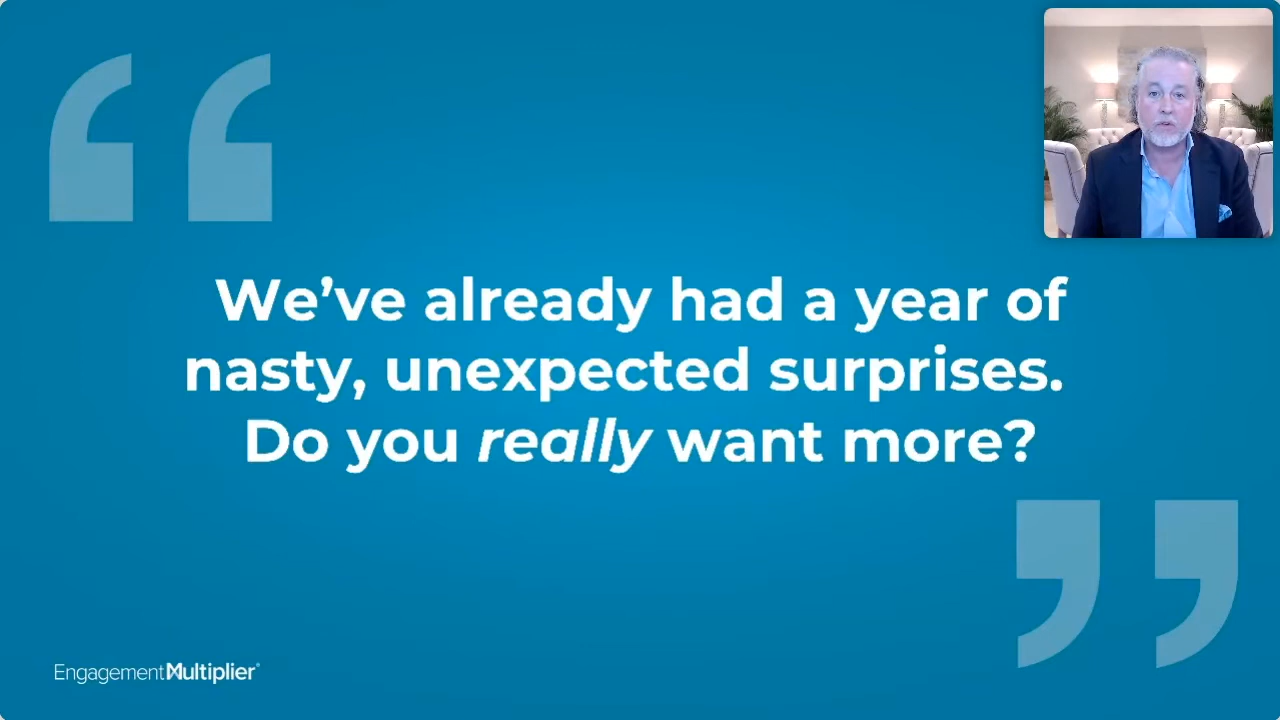 We’ve already had a year of
nasty, unexpected surprises.
Do you really want more?
EngagementMultiplier®